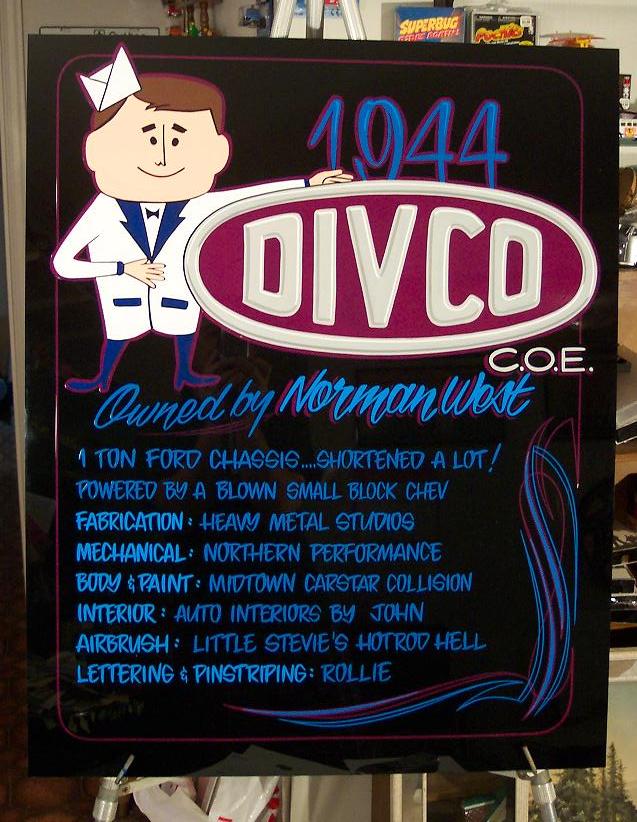 SUPERBUG
1944
DIVCO
C.O.E.
Owned by Norman West
1 TON FORD CHASSIS....SHORTENED A LOT!
POWERED BY A BLOWN SMALL BLOCK CHEV
FABRICATION: HEAVY METAL STUDIOS
MECHANICAL: NORTHERN PERFORMANCE
BODY & PAINT: MIDTOWN CARSTAR COLLISION
INTERIOR: AUTO INTERIORS BY JOHN
AIRBRUSH: LITTLE STEVIE'S HOTROD HELL
LETTERING & PINSTRIPING: ROLLIE